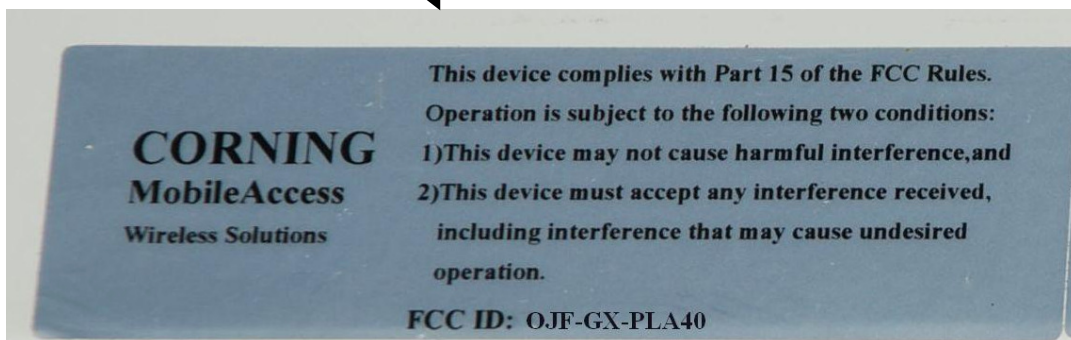 CORNING
MobileAccess
Wireless Solutions
This device complies with Part 15 of the FCC Rules.
Operation is subject to the following two conditions:
1)This device may not cause harmful interference,and
2)This device must accept any interference received,
including interference that may cause undesired
operation.
FCC ID: OJF-GX-PLA40